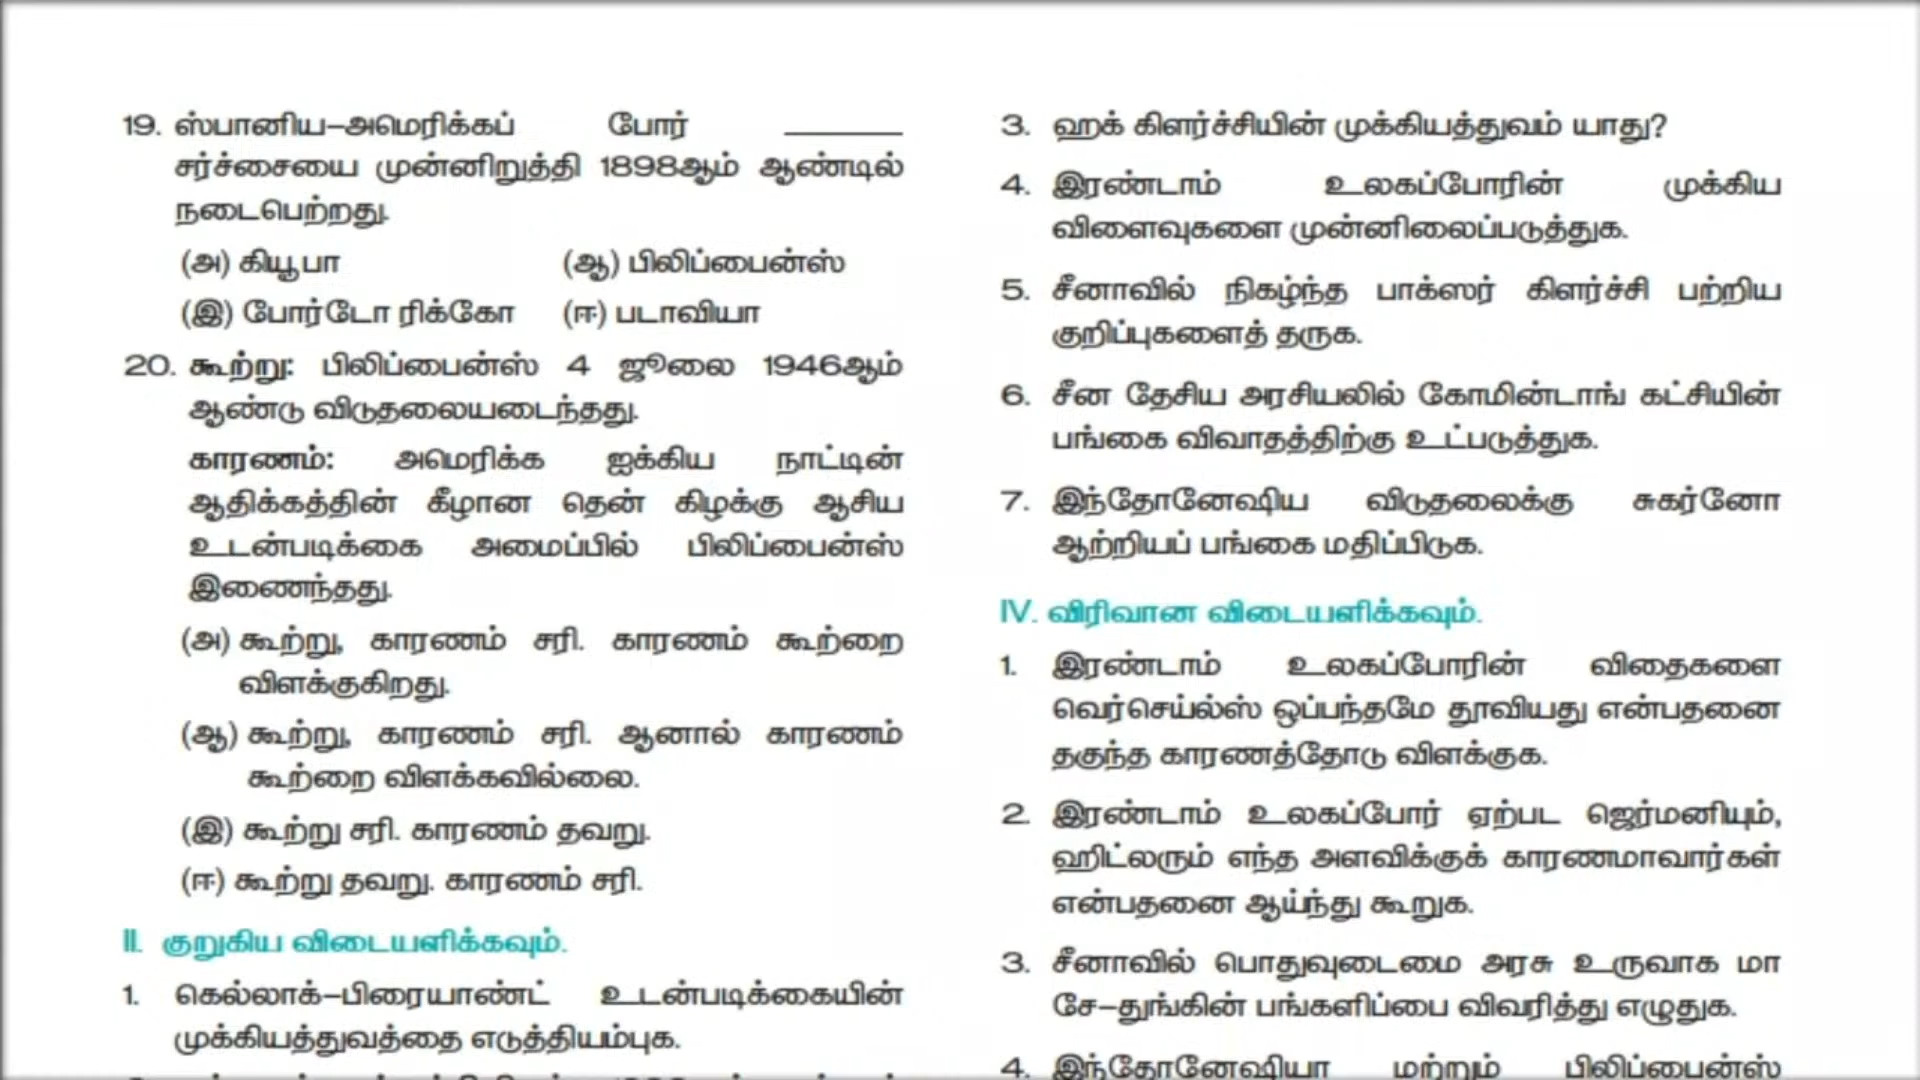 19. ஸ்பானிய–அமெரிக்கப் போர் ________
சர்ச்சையை முன்னிறுத்தி 1898ஆம் ஆண்டில்
நடைபெற்றது.
(அ) கியூபா (ஆ) பிலிப்பைன்ஸ்
(இ) போர்டோ ரிக்கோ (ஈ) படாவியா
20. கூற்று: பிலிப்பைன்ஸ் 4 ஜூலை 1946ஆம்
ஆண்டு விடுதலையடைந்தது.
காரணம்: அமெரிக்க ஐக்கிய நாட்டின்
ஆதிக்கத்தின் கீழான தென் கிழக்கு ஆசிய
உடன்படிக்கை அமைப்பில் பிலிப்பைன்ஸ்
இணைந்தது.
(அ) கூற்று, காரணம் சரி. காரணம் கூற்றை
விளக்குகிறது.
(ஆ) கூற்று, காரணம் சரி. ஆனால் காரணம்
கூற்றை விளக்கவில்லை.
(இ) கூற்று சரி. காரணம் தவறு.
(ஈ) கூற்று தவறு. காரணம் சரி.
II. குறுகிய விடையளிக்கவும்.
1. கெல்லாக்–பிரையாண்ட் உடன்படிக்கையின்
முக்கியத்துவத்தை எடுத்தியம்புக.
3. ஹக் கிளர்ச்சியின் முக்கியத்துவம் யாது?
4. இரண்டாம் உலகப்போரின் முக்கிய
விளைவுகளை முன்னிலைப்படுத்துக.
5. சீனாவில் நிகழ்ந்த பாக்ஸர் கிளர்ச்சி பற்றிய
குறிப்புகளைத் தருக.
6. சீன தேசிய அரசியலில் கோமின்டாங் கட்சியின்
பங்கை விவாதத்திற்கு உட்படுத்துக.
7. இந்தோனேஷிய விடுதலைக்கு சுகர்னோ
ஆற்றியப் பங்கை மதிப்பிடுக.
IV. விரிவான விடையளிக்கவும்.
1. இரண்டாம் உலகப்போரின் விதைகளை
வெர்செய்ல்ஸ் ஒப்பந்தமே தூவியது என்பதனை
தகுந்த காரணத்தோடு விளக்குக.
2. இரண்டாம் உலகப்போர் ஏற்பட ஜெர்மனியும்,
ஹிட்லரும் எந்த அளவிக்குக் காரணமாவார்கள்
என்பதனை ஆய்ந்து கூறுக.
3. சீனாவில் பொதுவுடைமை அரசு உருவாக மா
சே–துங்கின் பங்களிப்பை விவரித்து எழுதுக.
4. இந்தோனேஷியா மற்றும் பிலிப்பைன்ஸ்